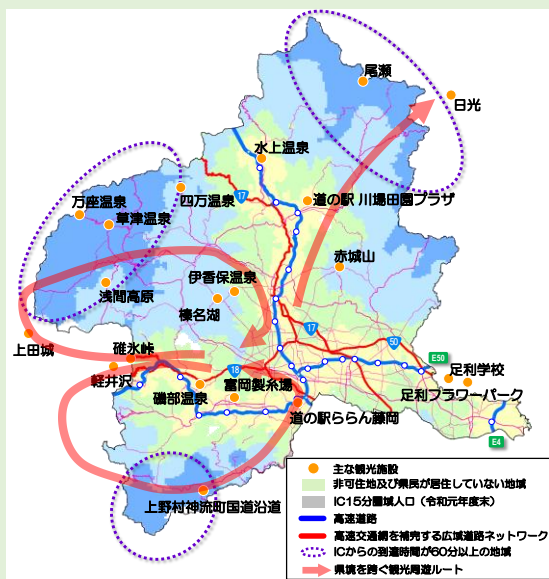 尾瀬
日光
水上温泉
万座温泉
四万温泉
17
道の駅 川場田園プラザ
草津温泉
赤城山
伊香保温泉
浅間高原
榛名湖
17
上田城
碓氷峠
50
E50
軽井沢
18
足利学校
磯部温泉
富岡製糸場
足利フラワーパーク
道の駅ららん藤岡
E4
上野村神流町国道沿道
主な観光施設
非可住地及び県民が居住していない地域
IC15分圏域人口(令和元年度末)
高速道路
高速交通網を補完する広域道路ネットワーク
ICからの到達時間が60分以上の地域
県境を跨ぐ観光周遊ルート